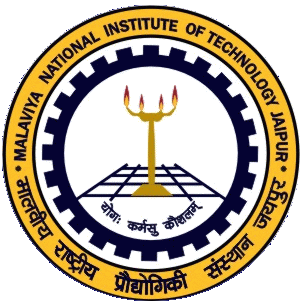 · MALAVIYA NATIONAL INSTITUTE OF TECHNOLOGY JAIPUR ·
योगः कर्मसु कौशलम्
मालवीय राष्ट्रीय प्रौद्योगिकी संस्थान जयपुर